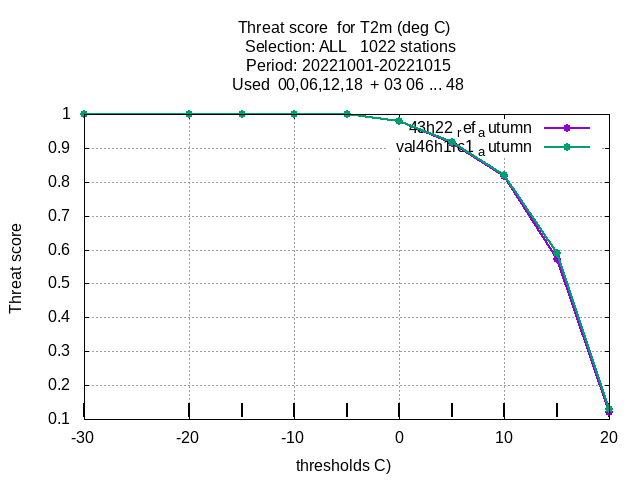 Threat score for T2m (deg C)
Selection: ALL 1022 stations
Period: 20221001-20221015
Used 00,06,12,18 + 03 06 ... 48
1
43h22_ref_autumn
val46h1rc1_autumn
0.9
0.8
0.7
0.6
0.5
0.4
0.3
0.2
0.1
Threat score
-30 -20 -10 0 10 20
thresholds C)